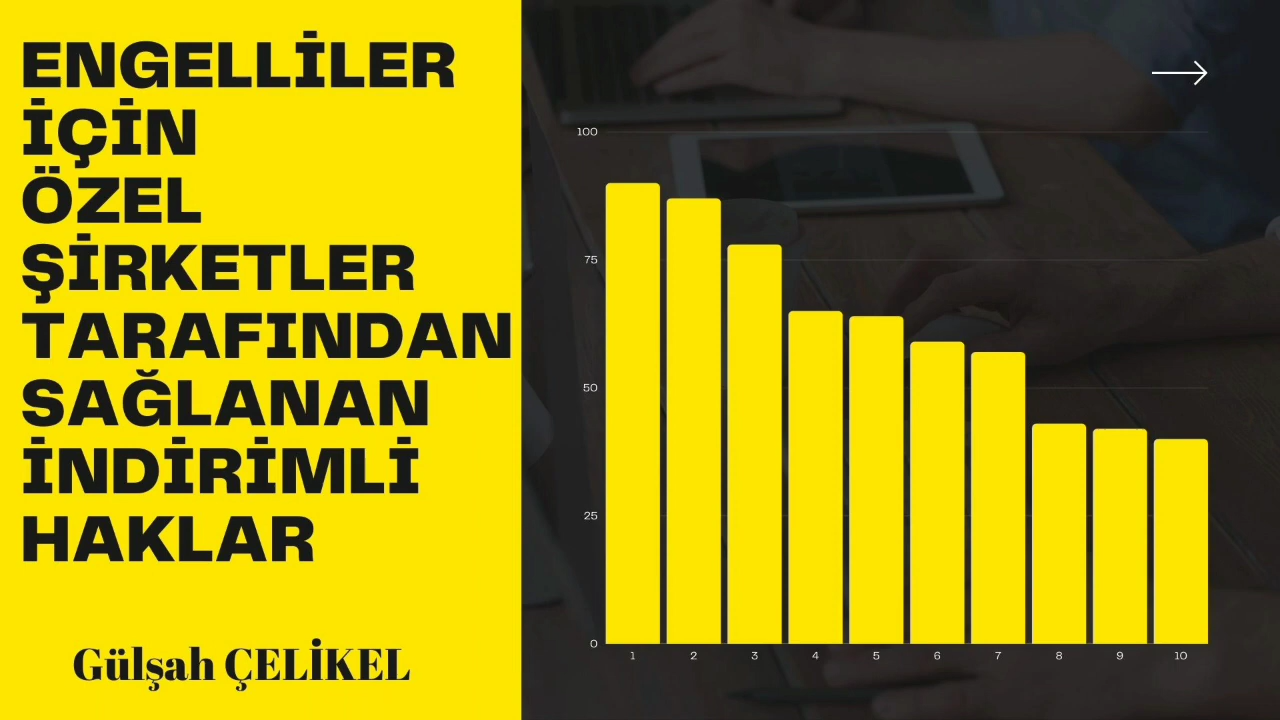 ENGELLİLER
İÇİN
ÖZEL
ŞİRKETLER
TARAFINDAN
SAĞLANAN
İNDİRİMLİ
HAKLAR
Gülşah ÇELİKEL
100
75
50
25
0
1 2 3 4 5 6 7 8 9 10